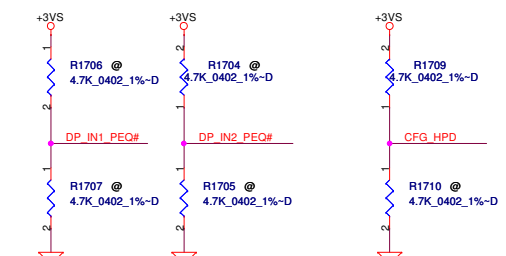 +3VS +3VS +3VS
1 2 2
R1706 @ R1704 @ R1709
4.7K_0402_1%~D 4.7K_0402_1%~D 4.7K_0402_1%~D
2 1 1
DP_IN1_PEQ# DP_IN2_PEQ# CFG_HPD
1 1 1
R1707 @ R1705 @ R1710 @
4.7K_0402_1%~D 4.7K_0402_1%~D 4.7K_0402_1%~D
2 2 2